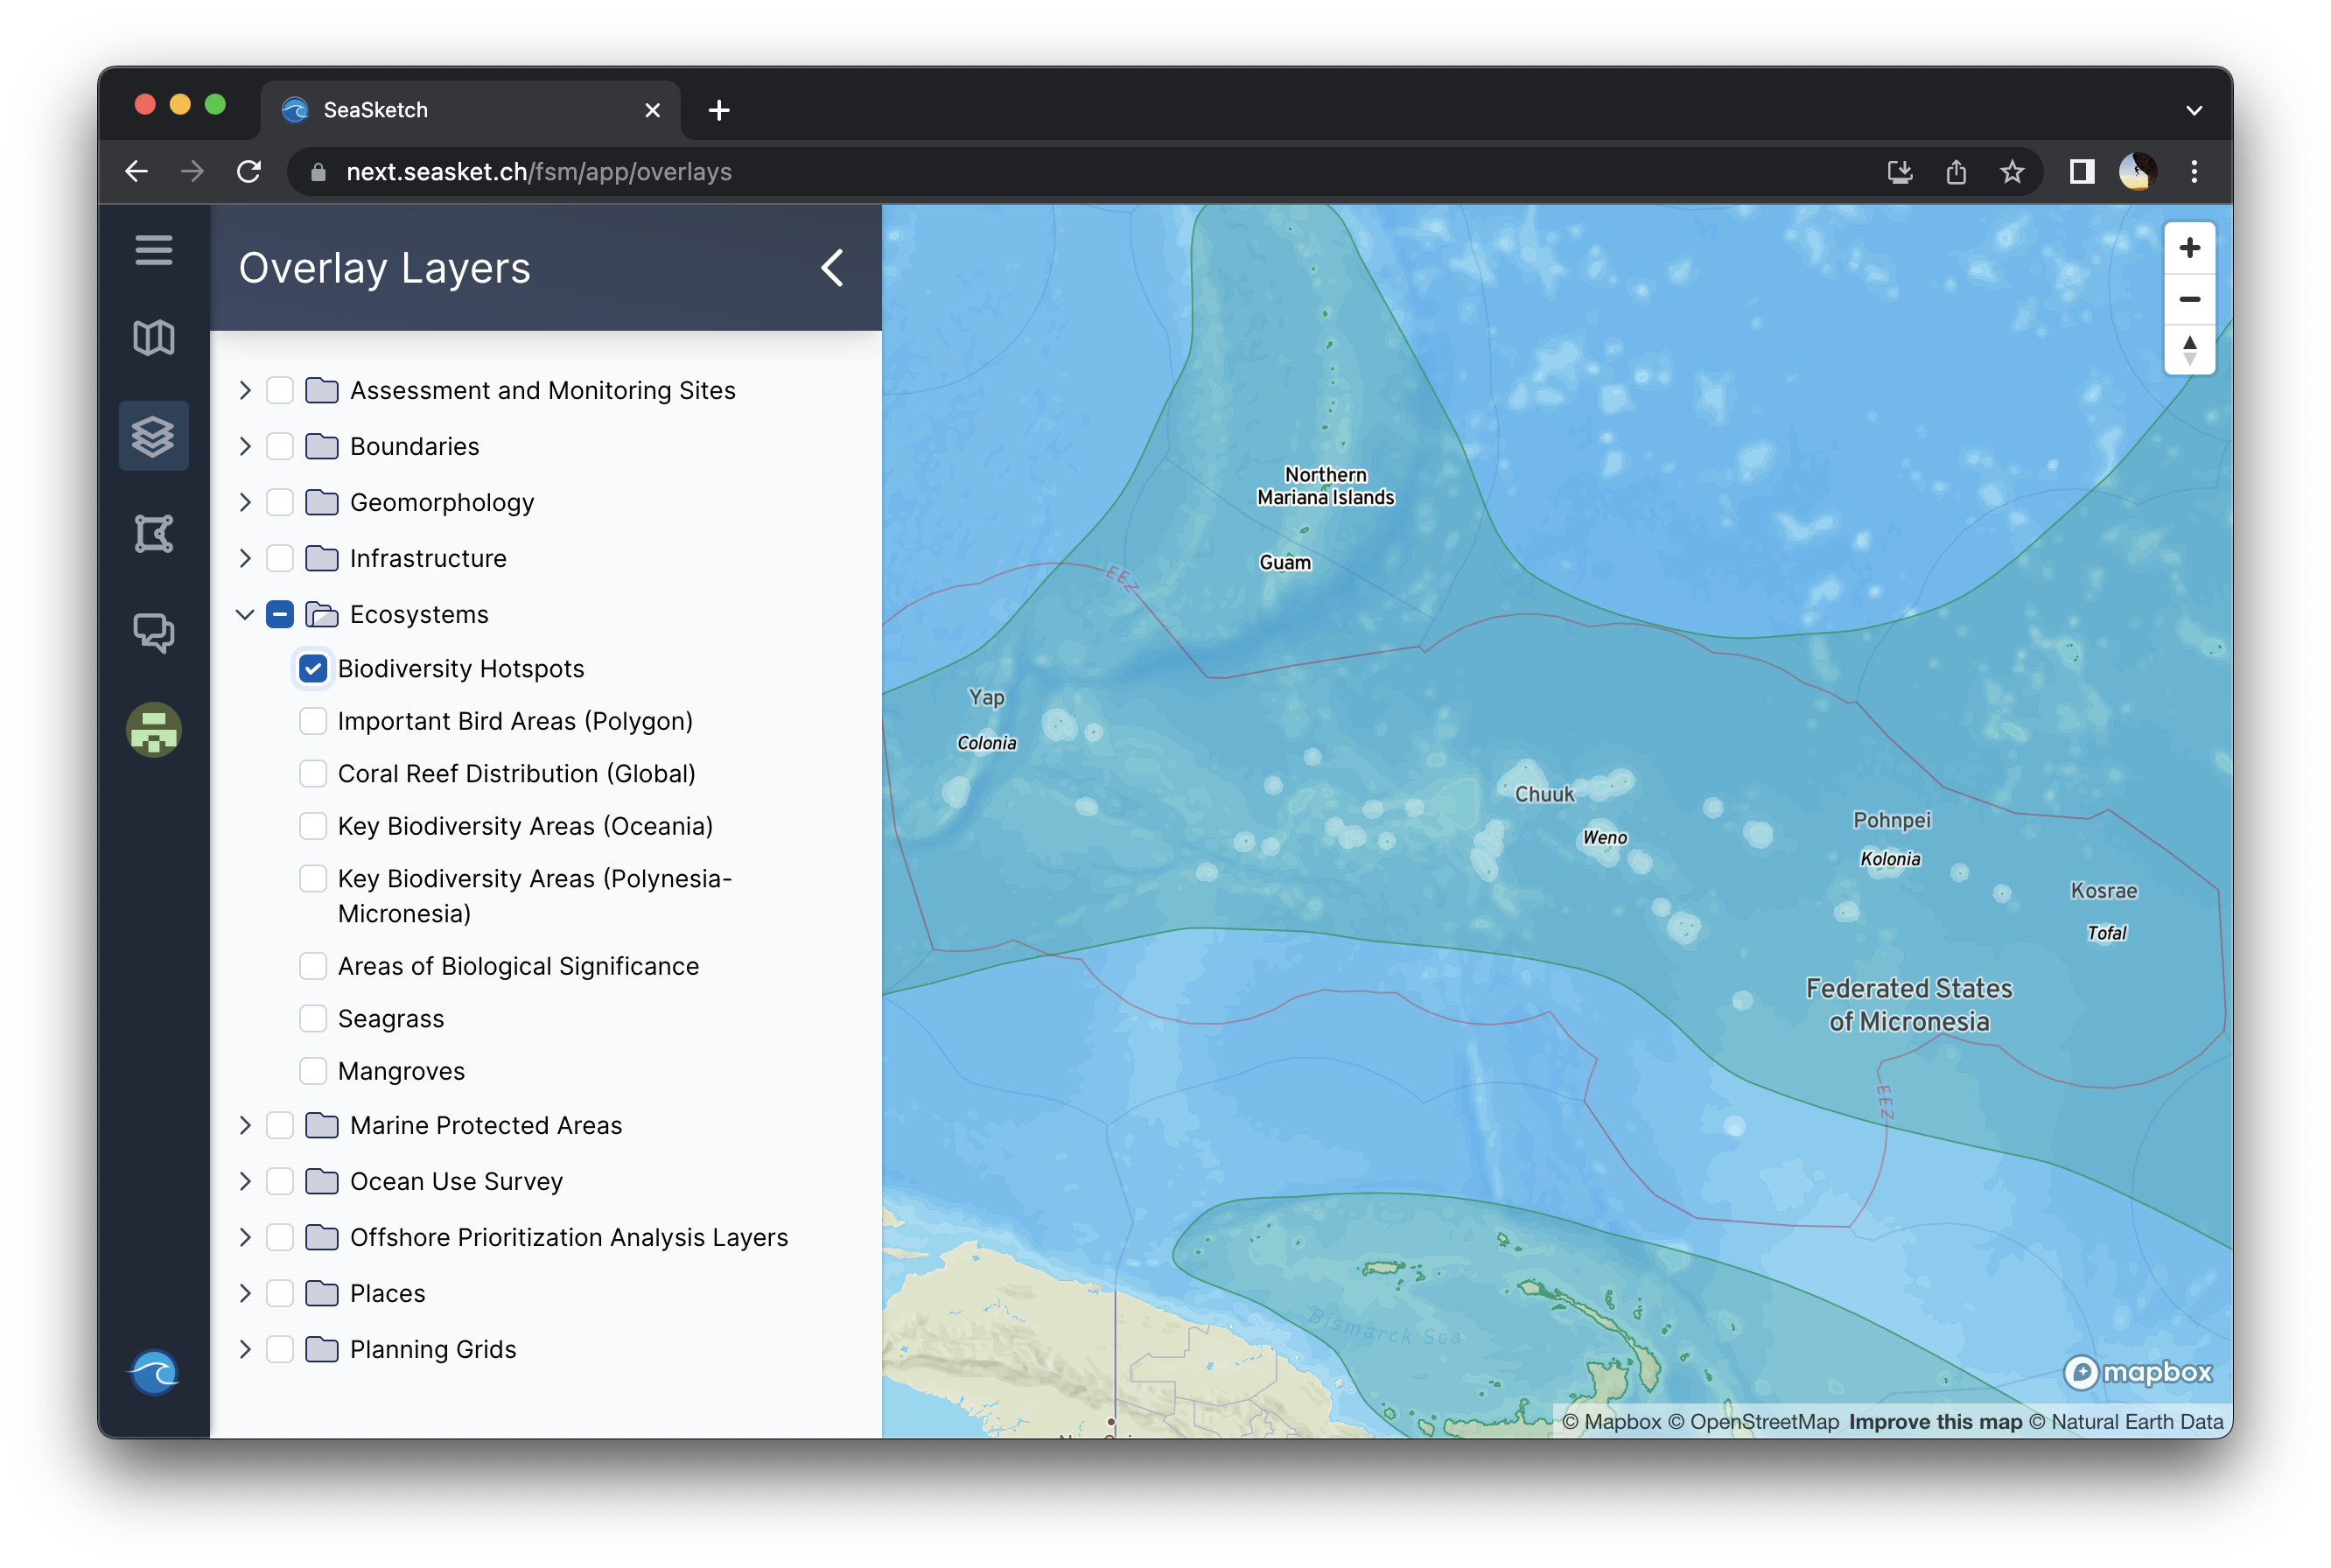 SeaSketch
next.seasket.ch/fsm/app/overlays
Overlay Layers
Assessment and Monitoring Sites
Boundaries
Geomorphology
Infrastructure
Ecosystems
Biodiversity Hotspots
Important Bird Areas (Polygon)
Coral Reef Distribution (Global)
Key Biodiversity Areas (Oceania)
Key Biodiversity Areas (Polynesia-
Micronesia)
Areas of Biological Significance
Seagrass
Mangroves
Marine Protected Areas
Ocean Use Survey
Offshore Prioritization Analysis Layers
Places
Planning Grids
Northern
Mariana Islands
Guam
EEZ
Yap
Colonia
Chuuk
Weno
Pohnpei
Kolonia
Kosrae
Tofal
Federated States
of Micronesia
EEZ
Bismarck Sea
mapbox
© Mapbox © OpenStreetMap Improve this map © Natural Earth Data